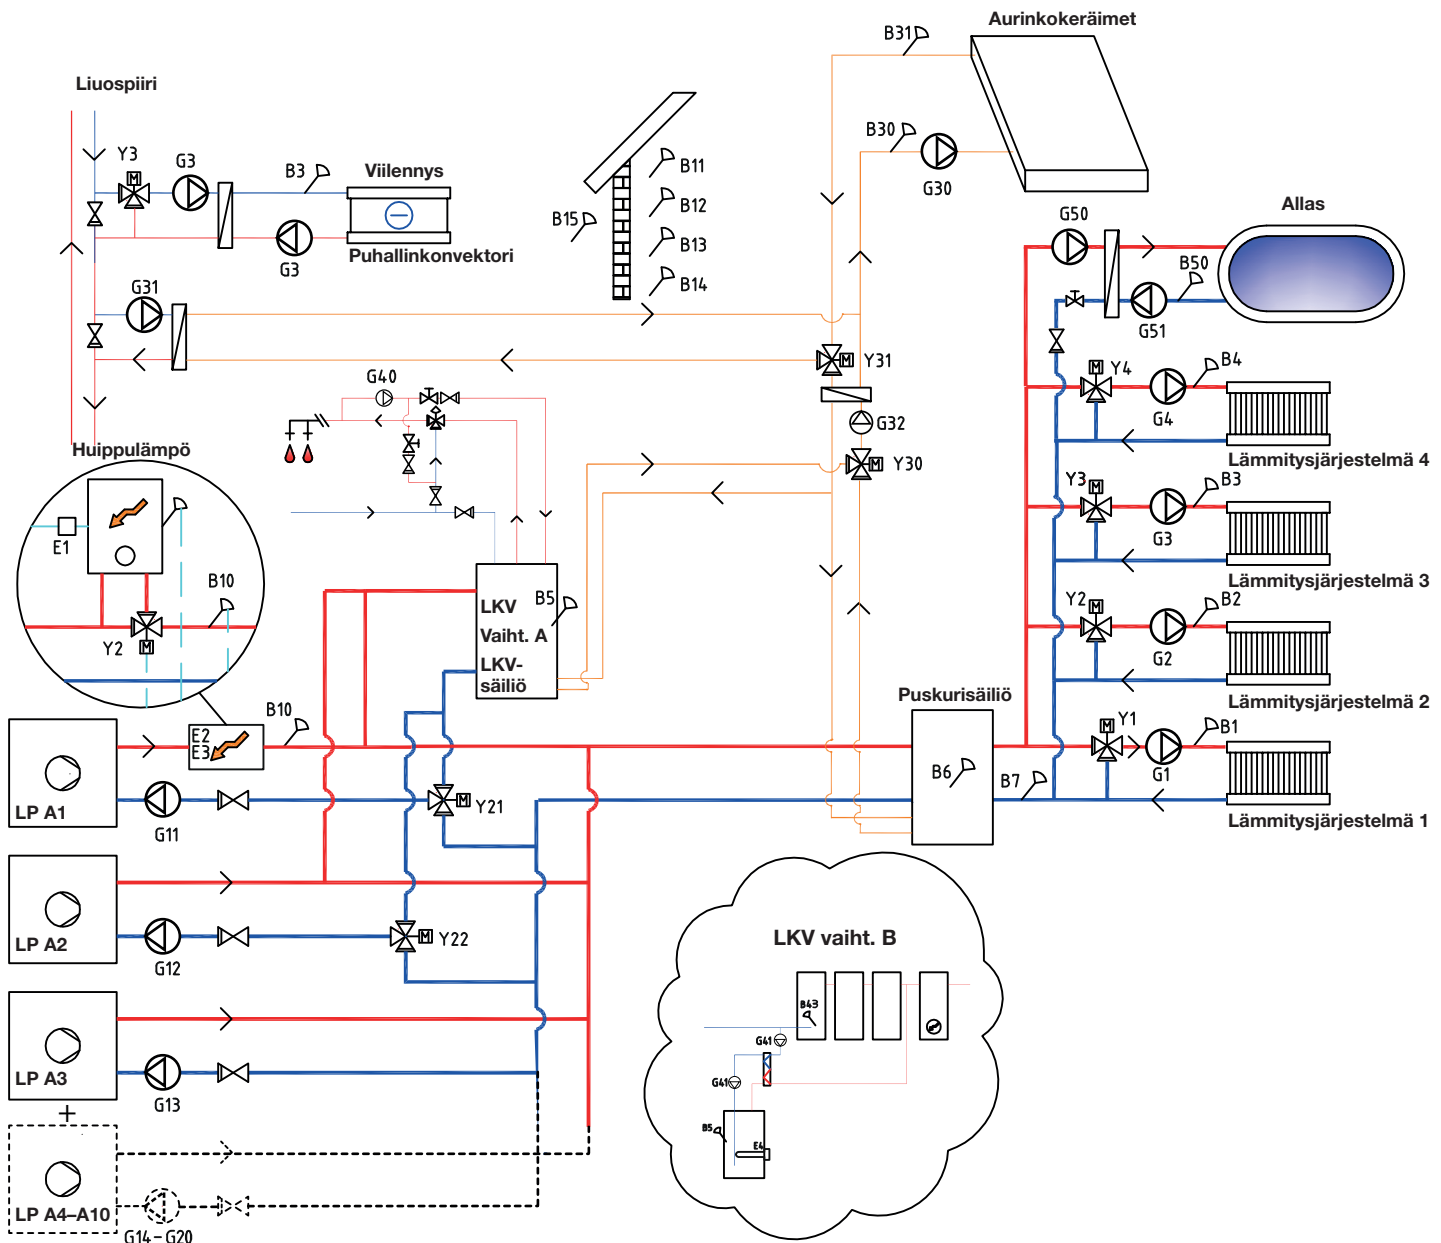 Aurinkokeräimet
B31
Liuospiiri
B30
G30
Y3
G3
B3
Viilennys
B11
B12
B15
B13
B14
Puhallinkonvektori
G3
G50
Allas
B50
G51
G31
Y31
G40
G32
Y30
Y4
B4
G4
Lämmitysjärjestelmä 4
Huippulämpö
E1
B10
Y2
M
Y3
B3
G3
Lämmitysjärjestelmä 3
LKV
B5
Vaiht. A
LKV-
säiliö
Y2
B2
G2
Lämmitysjärjestelmä 2
Puskurisäiliö
B10
E2
E3
LP A1
G11
Y21
B6
B7
Y1
B1
G1
Lämmitysjärjestelmä 1
LP A2
G12
Y22
LKV vaiht. B
B43
G41
G41
B5
E4
LP A3
G13
+
LP A4–A10
G14–G20
M
M
M
M
M
M
M
M
M